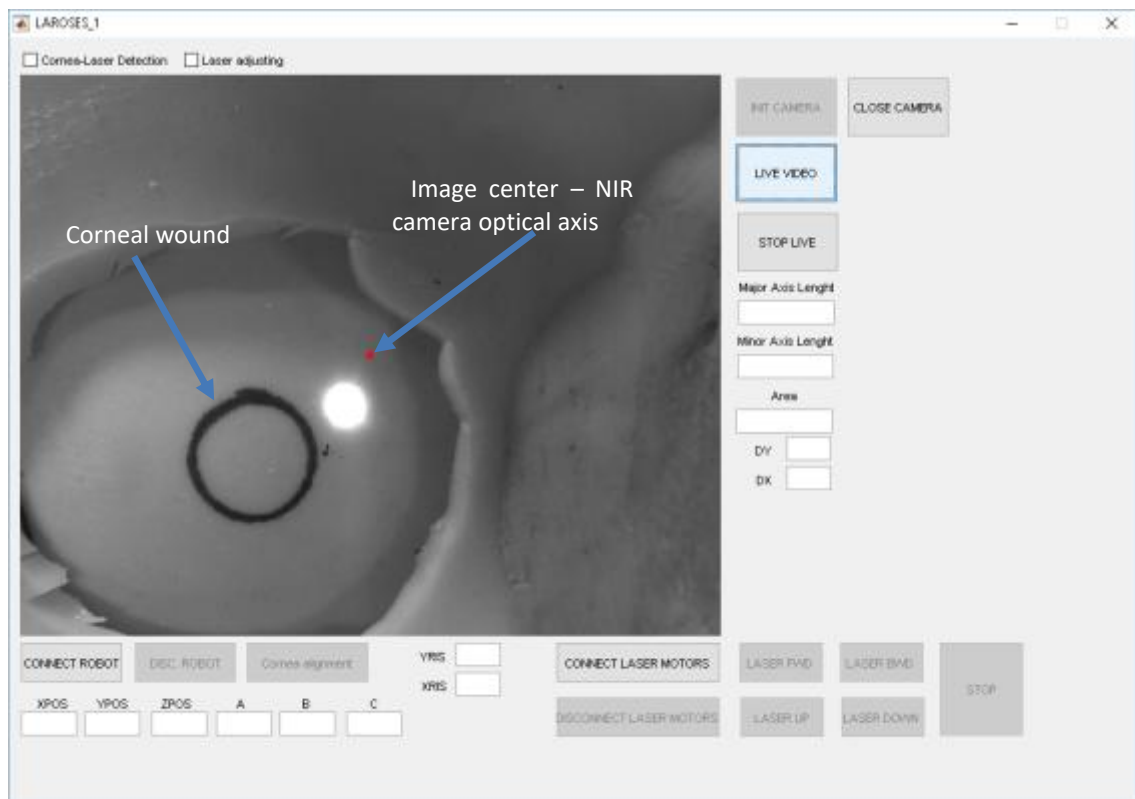 LAROSES_1
Cornea-Laser Detection Laser adjusting
INIT CAMERA CLOSE CAMERA
LIVE VIDEO
Image center – NIR
camera optical axis
Corneal wound
STOP LIVE
Major Axis Lenght
Minor Axis Lenght
Area
DY
DX
CONNECT ROBOT DISC. ROBOT Cornea alignment
YRIS
XRIS
XPOS YPOS ZPOS A B C
CONNECT LASER MOTORS LASER FWD LASER BWD
STOP
DISCONNECT LASER MOTORS LASER UP LASER DOWN